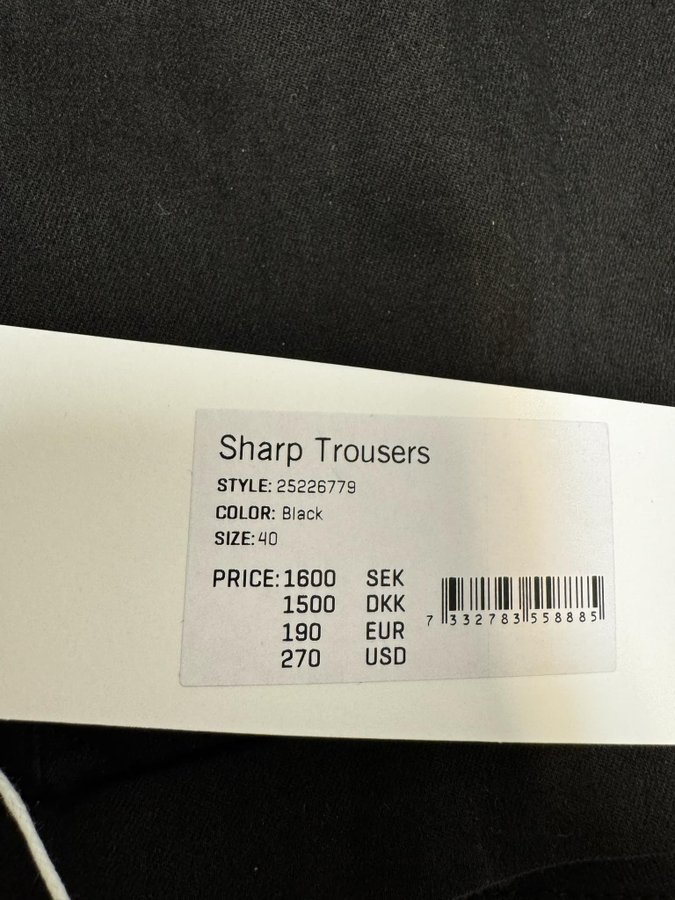 Sharp Trousers
STYLE: 25226779
COLOR: Black
SIZE: 40
PRICE: 1600 SEK
1500 DKK
190 EUR
270 USD
7 332783 558885